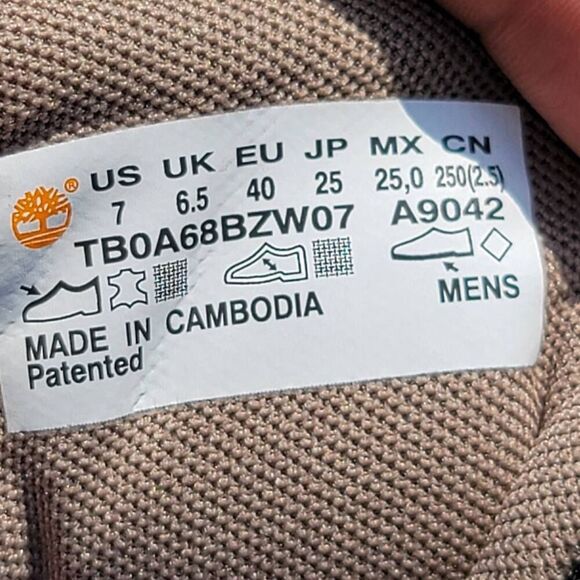 US UK EU JP MX CN
7 6.5 40 25 25,0 250(2.5)
®
TB0A68BZW07 A9042
MENS
MADE IN CAMBODIA
Patented